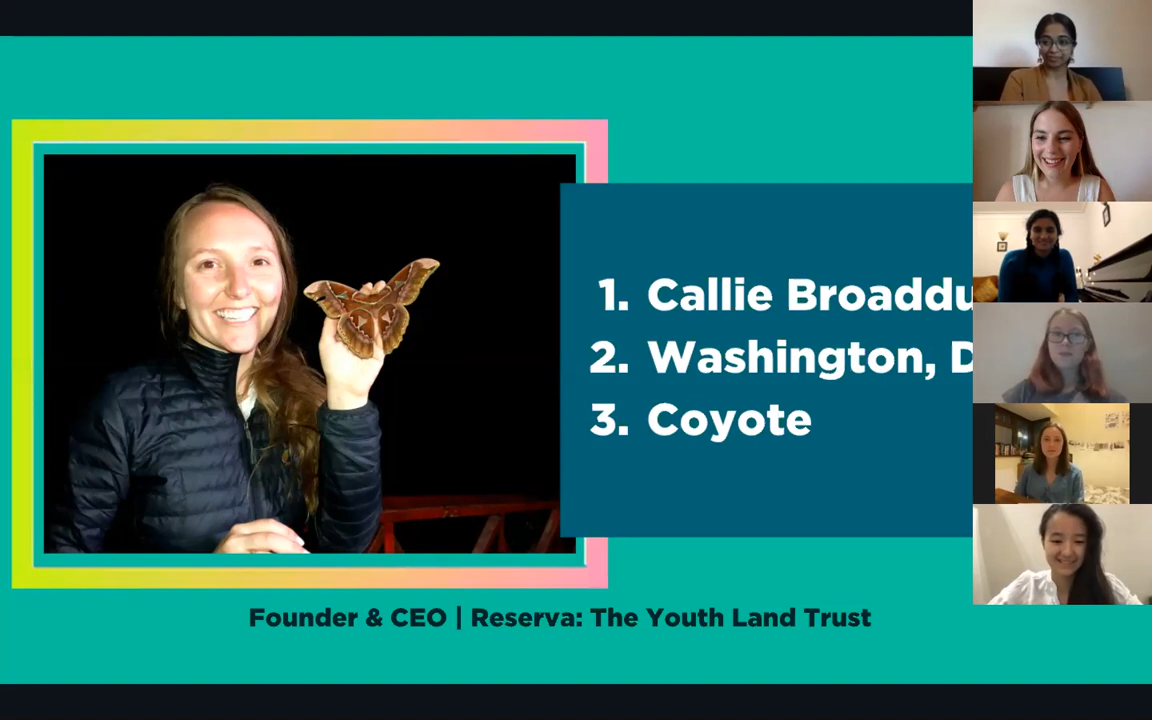 1. Callie Broaddu
2. Washington, D
3. Coyote
Founder & CEO | Reserva: The Youth Land Trust